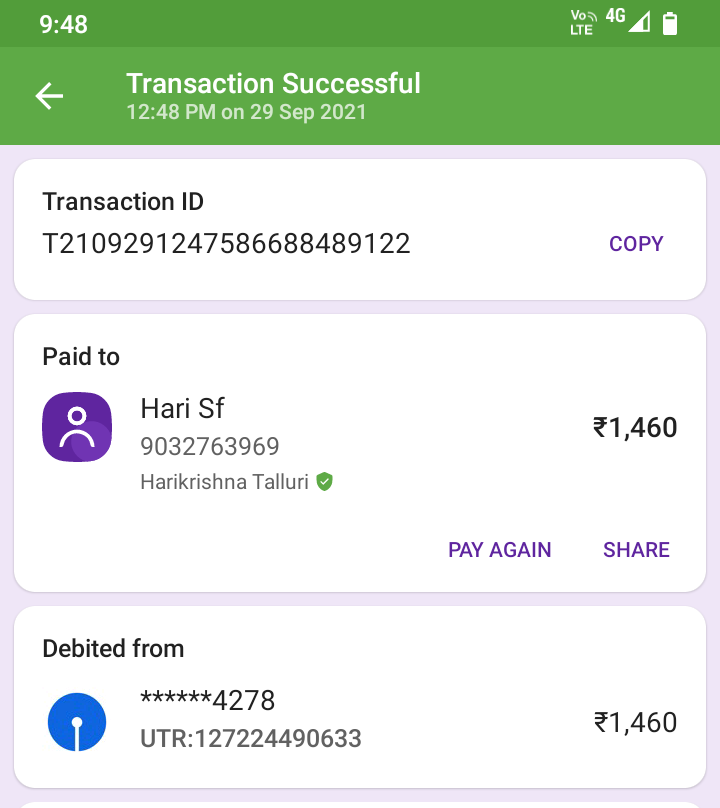 9:48
Vo LTE 4G
Transaction Successful
12:48 PM on 29 Sep 2021
Transaction ID
T2109291247586688489122
COPY
Paid to
Hari Sf
9032763969
Harikrishna Talluri
₹1,460
PAY AGAIN SHARE
Debited from
******4278
UTR:127224490633
₹1,460